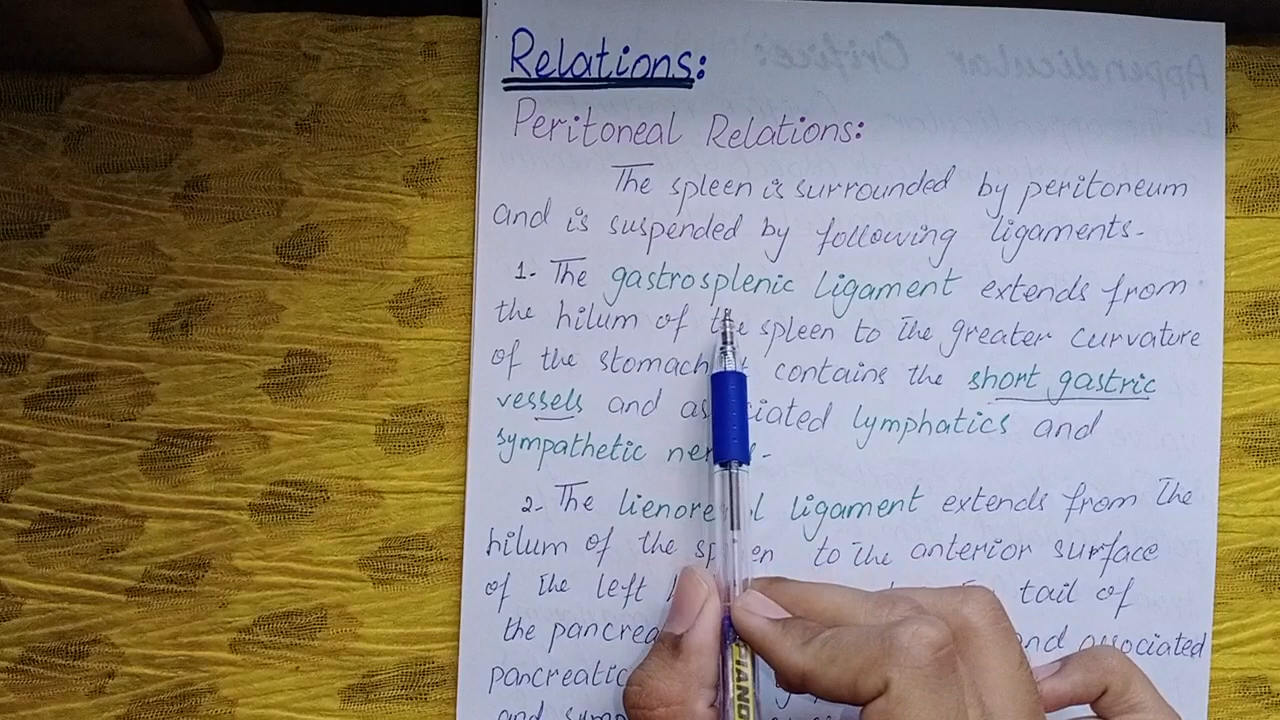 Relations:
Peritoneal Relations:
The spleen is surrounded by peritoneum
and is suspended by following ligaments.
1. The gastrosplenic ligament extends from
the hilum of the spleen to the greater curvature
of the stomach contains the short gastric
vessels and associated lymphatics and
sympathetic
2. The lienorenal ligament extends from the
hilum of the spleen to the anterior surface
of the left tail of
the and associated
and